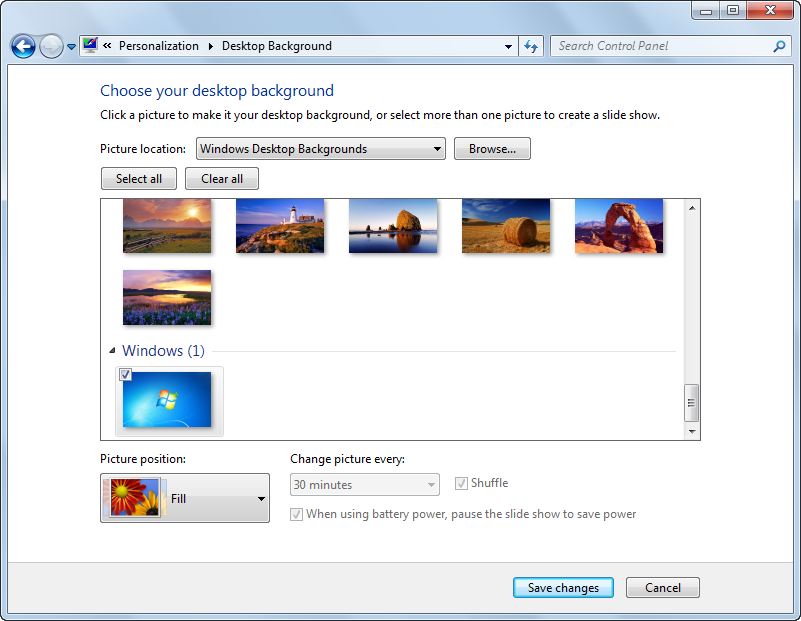 « Personalization ▸ Desktop Background
Search Control Panel
Choose your desktop background
Click a picture to make it your desktop background, or select more than one picture to create a slide show.
Picture location: Windows Desktop Backgrounds Browse...
Select all Clear all
Windows (1)
Picture position: Change picture every:
Fill 30 minutes Shuffle
When using battery power, pause the slide show to save power
Save changes Cancel